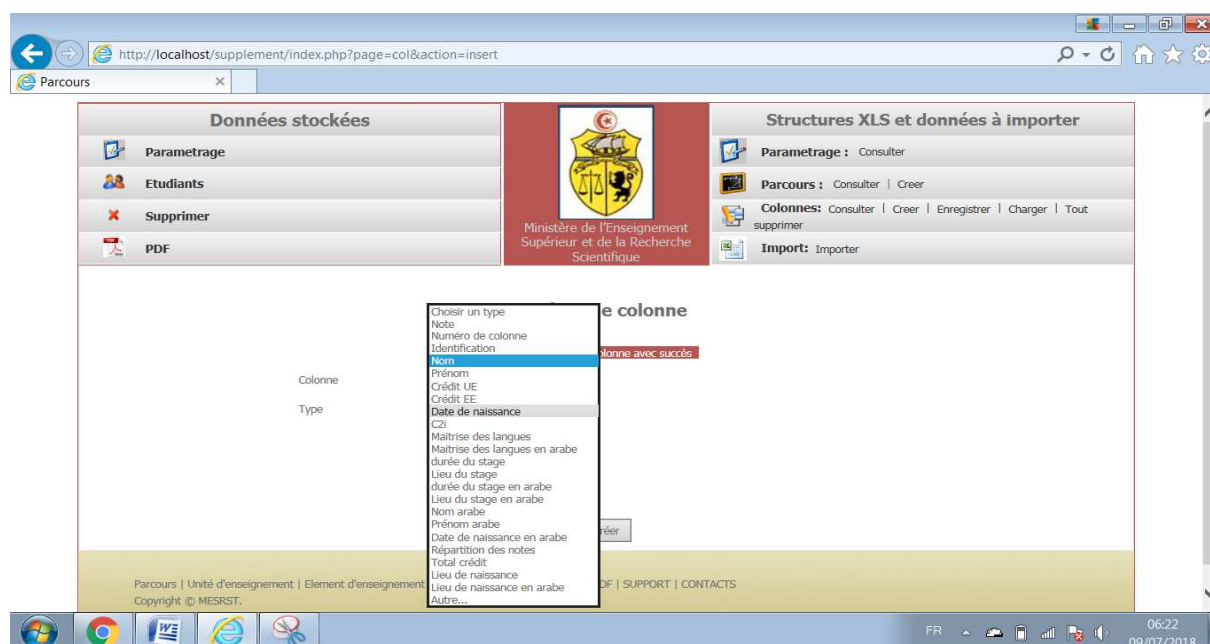 http://localhost/supplement/index.php?page=col&action=insert
Parcours
Données stockées
Parametrage
Etudiants
Supprimer
PDF
Ministère de l'Enseignement
Supérieur et de la Recherche
Scientifique
Structures XLS et données à importer
Parametrage : Consulter
Parcours : Consulter | Creer
Colonnes: Consulter | Creer | Enregistrer | Charger | Tout
supprimer
Import: Importer
e colonne
avec succès
Colonne
Type
Choisir un type
Note
Numéro de colonne
Identification
Nom
Prénom
Crédit UE
Crédit EE
Date de naissance
C2i
Maitrise des langues
Maitrise des langues en arabe
durée du stage
Lieu du stage
durée du stage en arabe
Lieu du stage en arabe
Nom arabe
Prénom arabe
Date de naissance en arabe
Répartition des notes
Total crédit
Lieu de naissance
Lieu de naissance en arabe
Autre...
réer
Parcours | Unité d'enseignement | Element d'enseignement
DF | SUPPORT | CONTACTS
Copyright © MESRST.
FR
06:22
09/07/2018